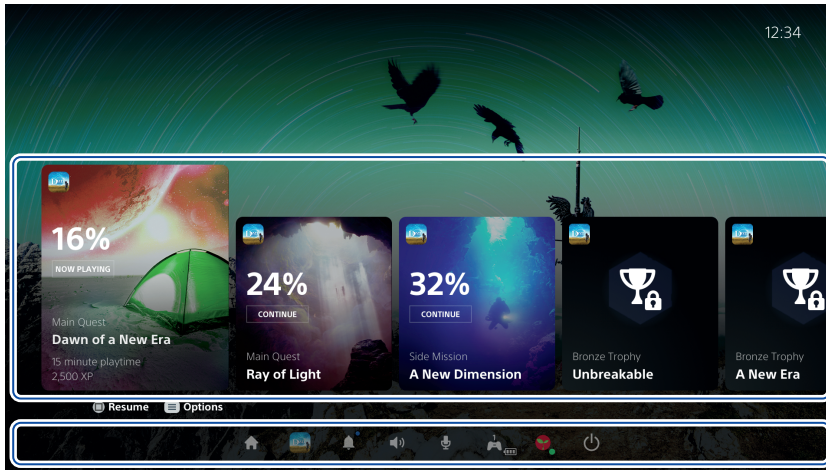 12:34
16%
NOW PLAYING
Main Quest
Dawn of a New Era
15 minute playtime
2,500 XP
24%
CONTINUE
Main Quest
Ray of Light
32%
CONTINUE
Side Mission
A New Dimension
Bronze Trophy
Unbreakable
Bronze Trophy
A New Era
Resume
Options
1